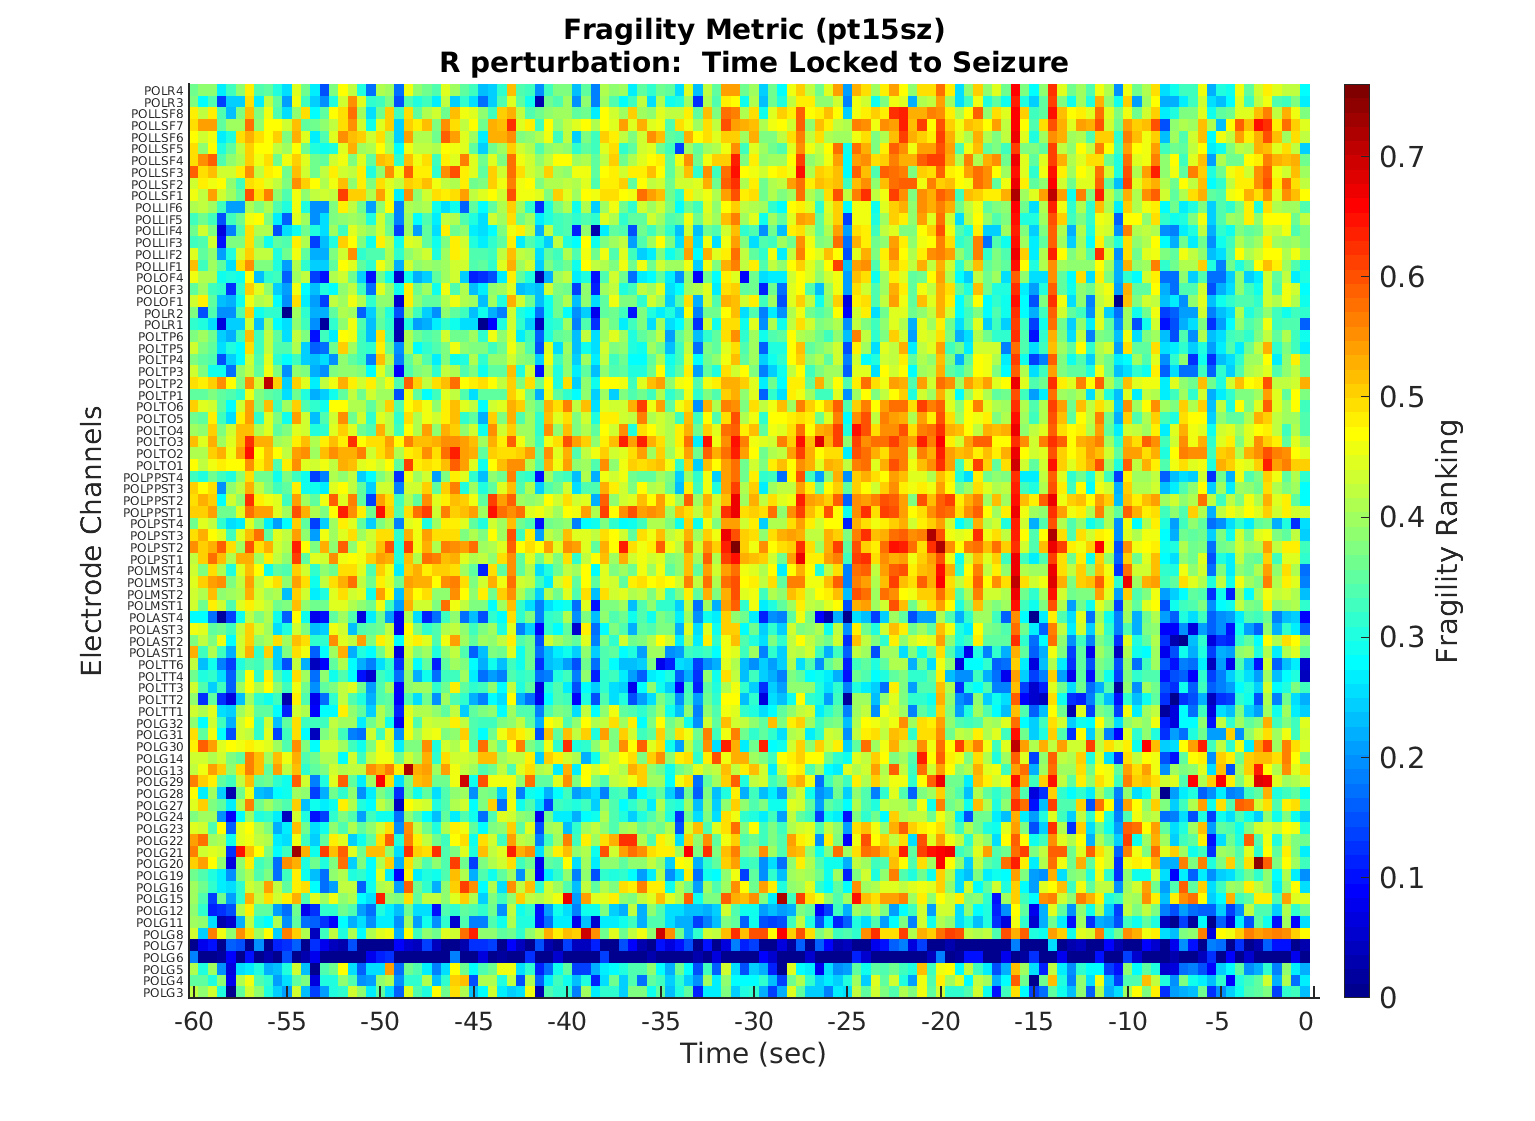 Fragility Metric (pt15sz)
R perturbation:  Time Locked to Seizure
POLR4
POLR3
POLLSF8
POLLSF7
POLLSF6
POLLSF5
POLLSF4
POLLSF3
POLLSF2
POLLSF1
POLLIF6
POLLIF5
POLLIF4
POLLIF3
POLLIF2
POLLIF1
POLOF4
POLOF3
POLOF1
POLR2
POLR1
POLTP6
POLTP5
POLTP4
POLTP3
POLTP2
POLTP1
POLTO6
POLTO5
POLTO4
POLTO3
POLTO2
POLTO1
POLPPST4
POLPPST3
POLPPST2
POLPPST1
POLPST4
POLPST3
POLPST2
POLPST1
POLMST4
POLMST3
POLMST2
POLMST1
POLAST4
POLAST3
POLAST2
POLAST1
POLTT6
POLTT4
POLTT3
POLTT2
POLTT1
POLG32
POLG31
POLG30
POLG14
POLG13
POLG29
POLG28
POLG27
POLG24
POLG23
POLG22
POLG21
POLG20
POLG19
POLG16
POLG15
POLG12
POLG11
POLG8
POLG7
POLG6
POLG5
POLG4
POLG3
Electrode Channels
-60 -55 -50 -45 -40 -35 -30 -25 -20 -15 -10 -5 0
Time (sec)
0.7
0.6
0.5
0.4
0.3
0.2
0.1
0
Fragility Ranking